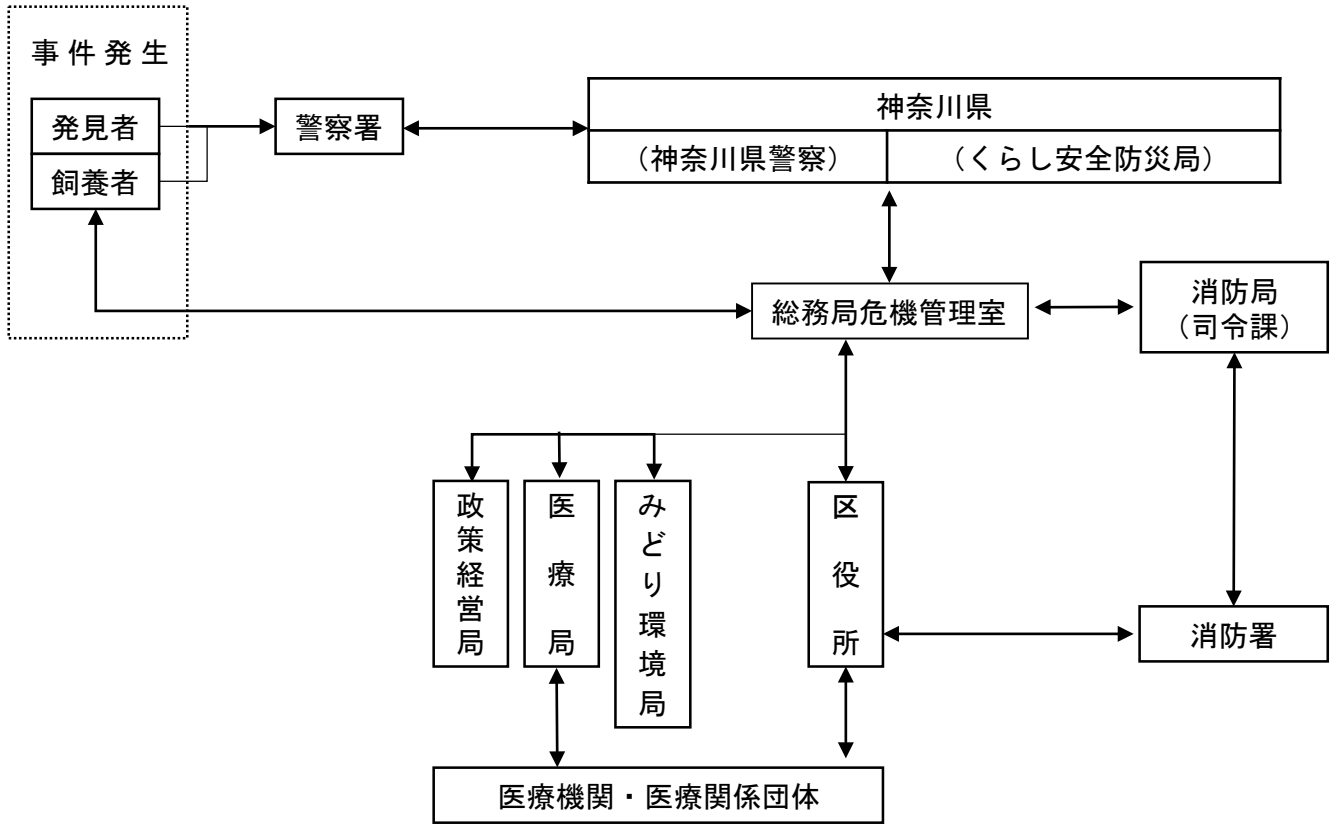 事件発生
発見者
飼養者
警察署
神奈川県
（神奈川県警察）
（くらし安全防災局）
総務局危機管理室
消防局
（司令課）
政策経営局
医療局
みどり環境局
区役所
消防署
医療機関・医療関係団体